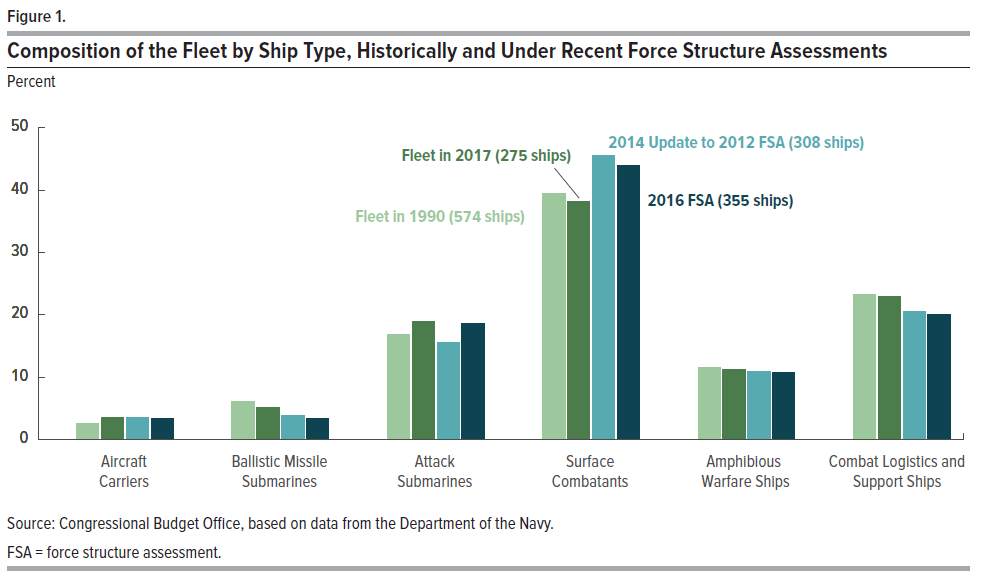 Figure 1.
Composition of the Fleet by Ship Type, Historically and Under Recent Force Structure Assessments
Percent
50
40
30
20
10
0
2014 Update to 2012 FSA (308 ships)
Fleet in 2017 (275 ships)
2016 FSA (355 ships)
Fleet in 1990 (574 ships)
Aircraft
Carriers
Ballistic Missile
Submarines
Attack
Submarines
Surface
Combatants
Amphibious
Warfare Ships
Combat Logistics and
Support Ships
Source: Congressional Budget Office, based on data from the Department of the Navy.
FSA = force structure assessment.